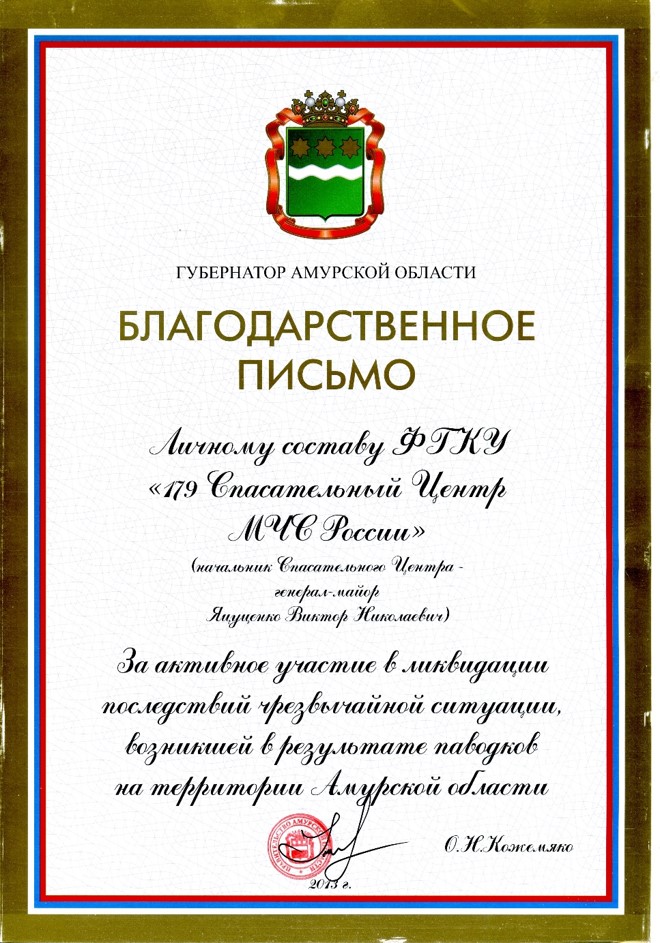 ГУБЕРНАТОР АМУРСКОЙ ОБЛАСТИ
БЛАГОДАРСТВЕННОЕ
ПИСЬМО
Личному составу ФГКУ
«179 Спасательный Центр
МЧС России»
(начальник Спасательного Центра -
генерал-майор
Яцуценко Виктор Николаевич)
За активное участие в ликвидации
последствий чрезвычайной ситуации,
возникшей в результате паводков
на территории Амурской области
О.Н.Кожемяко
2013 г.